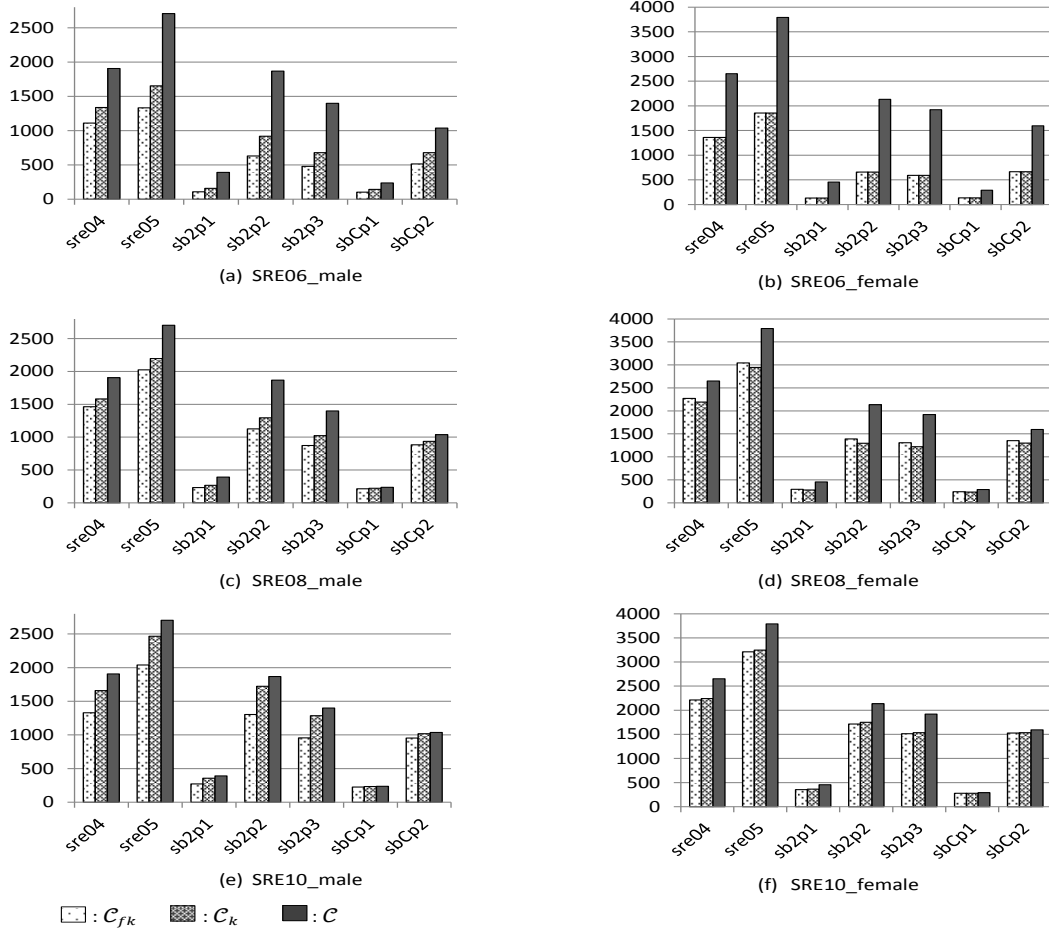 2500
2000
1500
1000
500
0
sre04
sre05
sb2p1
sb2p2
sb2p3
sbCp1
sbCp2
(a) SRE06_male
4000
3500
3000
2500
2000
1500
1000
500
0
sre04
sre05
sb2p1
sb2p2
sb2p3
sbCp1
sbCp2
(b) SRE06_female
2500
2000
1500
1000
500
0
sre04
sre05
sb2p1
sb2p2
sb2p3
sbCp1
sbCp2
(c) SRE08_male
4000
3500
3000
2500
2000
1500
1000
500
0
sre04
sre05
sb2p1
sb2p2
sb2p3
sbCp1
sbCp2
(d) SRE08_female
2500
2000
1500
1000
500
0
sre04
sre05
sb2p1
sb2p2
sb2p3
sbCp1
sbCp2
(e) SRE10_male
4000
3500
3000
2500
2000
1500
1000
500
0
sre04
sre05
sb2p1
sb2p2
sb2p3
sbCp1
sbCp2
(f) SRE10_female
: 𝒞fk : 𝒞k : 𝒞